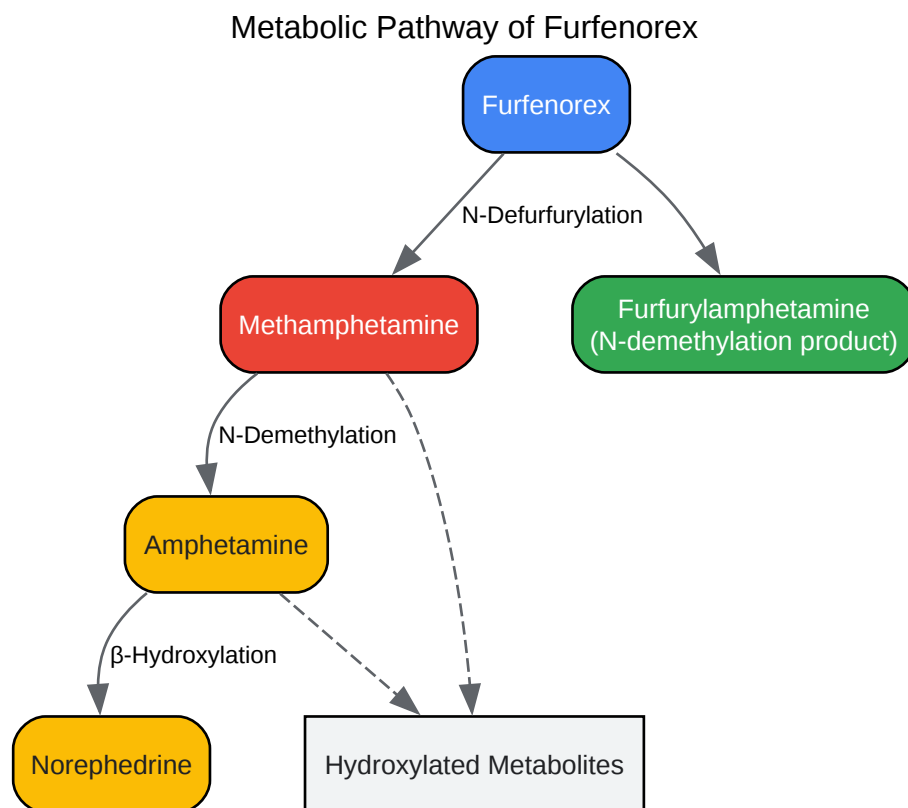 Metabolic Pathway of Furfenorex
Furfenorex
N-Defurfurylation
Methamphetamine
Furfurylamphetamine
(N-demethylation product)
N-Demethylation
Amphetamine
β-Hydroxylation
Norephedrine
Hydroxylated Metabolites